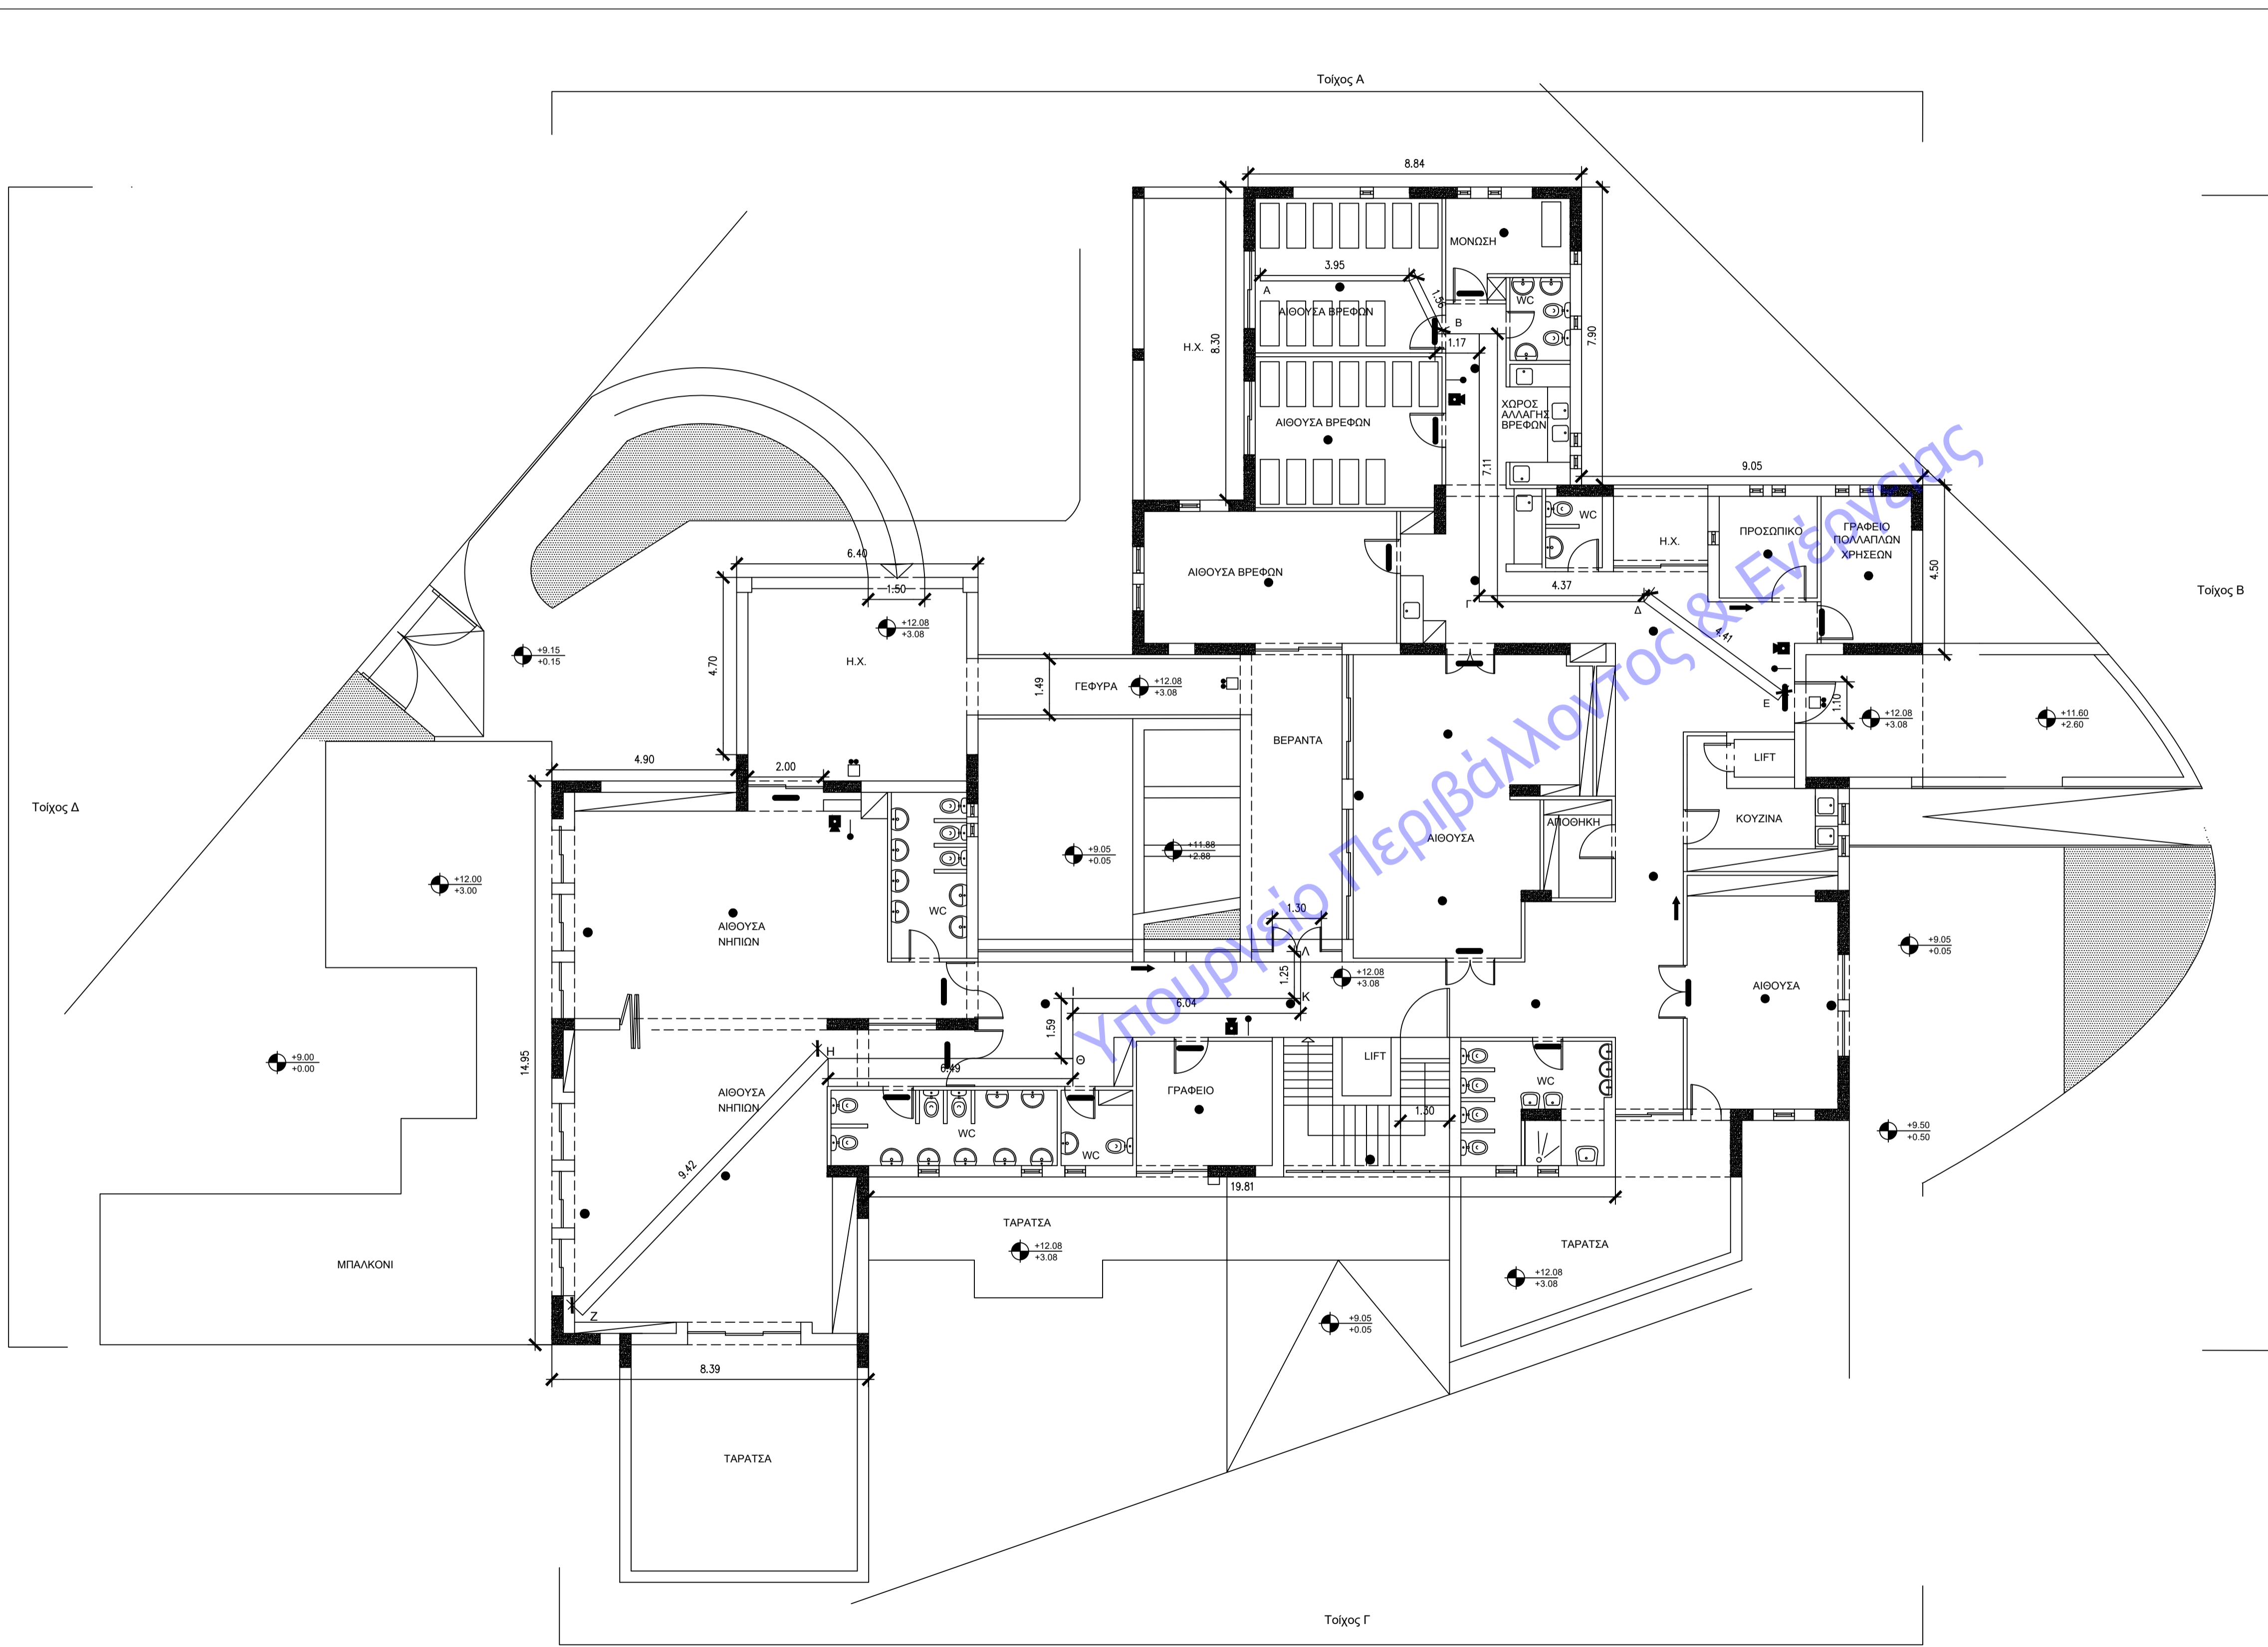 Τοίχος Α
8.84
ΜΟΝΩΣΗ
3.95
Α
1.56
WC
ΑΙΘΟΥΣΑ ΒΡΕΦΩΝ
Β
Η.Χ.
8.30
1.17
7.90
ΧΩΡΟΣ
ΑΛΛΑΓΗΣ
ΒΡΕΦΩΝ
ΑΙΘΟΥΣΑ ΒΡΕΦΩΝ
7.11
9.05
WC
ΠΡΟΣΩΠΙΚΟ
ΓΡΑΦΕΙΟ
ΠΟΛΛΑΠΛΩΝ
ΧΡΗΣΕΩΝ
Η.Χ.
6.40
ΑΙΘΟΥΣΑ ΒΡΕΦΩΝ
4.50
1.50
4.37
Γ
Δ
Τοίχος Β
+12.08
+3.08
4.41
+9.15
+0.15
Η.Χ.
4.70
1.49
ΓΕΦΥΡΑ
+12.08
+3.08
Ε
1.10
+12.08
+3.08
+11.60
+2.60
ΒΕΡΑΝΤΑ
LIFT
4.90
2.00
Τοίχος Δ
ΚΟΥΖΙΝΑ
ΑΠΟΘΗΚΗ
ΑΙΘΟΥΣΑ
+9.05
+0.05
+11.88
+2.88
+12.00
+3.00
WC
1.30
ΑΙΘΟΥΣΑ
ΝΗΠΙΩΝ
+9.05
+0.05
Λ
1.25
+12.08
+3.08
Κ
6.04
ΑΙΘΟΥΣΑ
1.59
Ι
Η
Θ
6.49
LIFT
+9.00
+0.00
14.95
ΑΙΘΟΥΣΑ
ΝΗΠΙΩΝ
ΓΡΑΦΕΙΟ
WC
1.30
WC
WC
+9.50
+0.50
9.42
19.81
ΤΑΡΑΤΣΑ
+12.08
+3.08
ΤΑΡΑΤΣΑ
+12.08
+3.08
ΜΠΑΛΚΟΝΙ
Ζ
+9.05
+0.05
8.39
ΤΑΡΑΤΣΑ
Τοίχος Γ
Υπουργείο Περιβάλλοντος & Ενέργειας